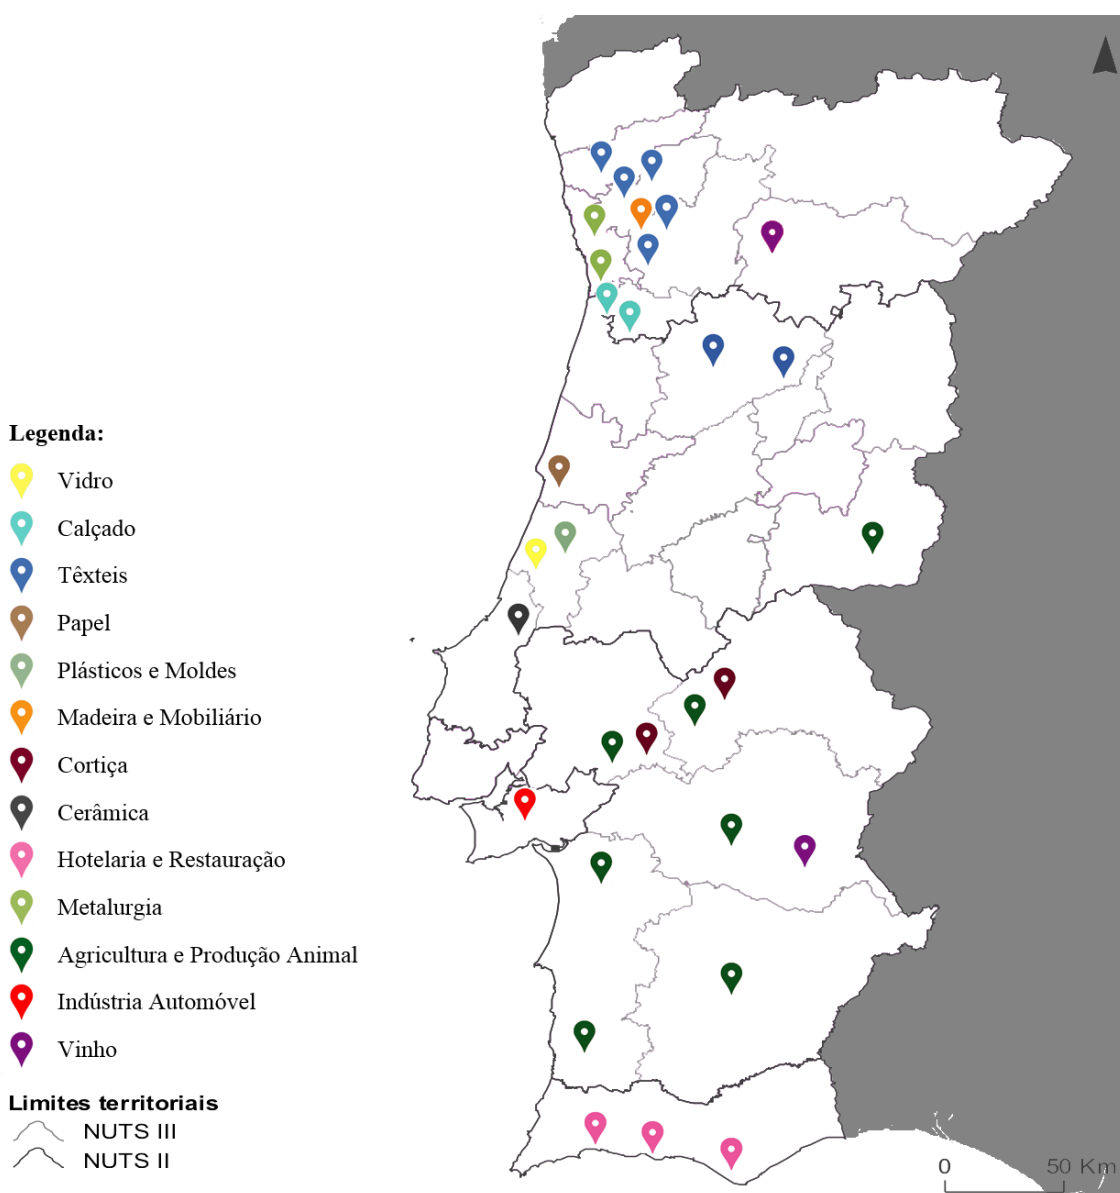 Legenda:
Vidro
Calçado
Têxteis
Papel
Plásticos e Moldes
Madeira e Mobiliário
Cortiça
Cerâmica
Hotelaria e Restauração
Metalurgia
Agricultura e Produção Animal
Indústria Automóvel
Vinho
Limites territoriais
NUTS III
NUTS II
0 50 Km